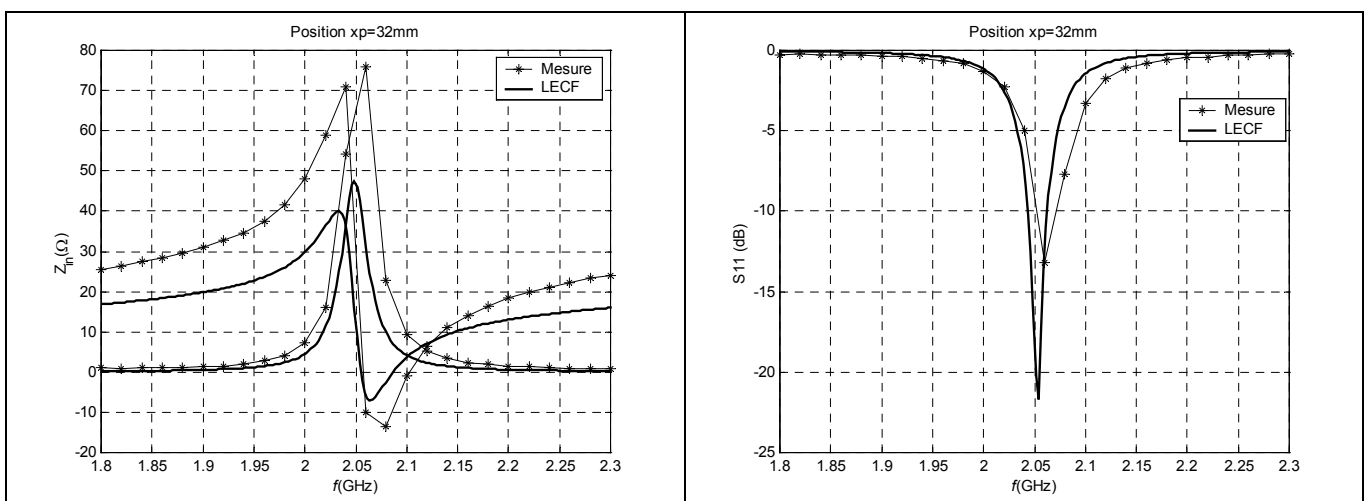 Position xp=32mm
80
70
60
50
40
30
20
10
0
-10
-20
Zin(Ω)
Mesure
LECF
1.8 1.85 1.9 1.95 2 2.05 2.1 2.15 2.2 2.25 2.3
f(GHz)
Position xp=32mm
0
-5
-10
-15
-20
-25
S11 (dB)
Mesure
LECF
1.8 1.85 1.9 1.95 2 2.05 2.1 2.15 2.2 2.25 2.3
f(GHz)